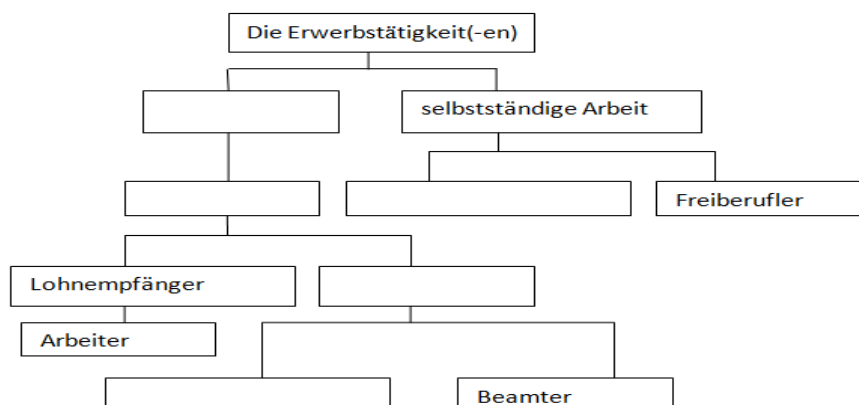 Die Erwerbstätigkeit(-en)
selbstständige Arbeit
Freiberufler
Lohnempfänger
Arbeiter
Beamter